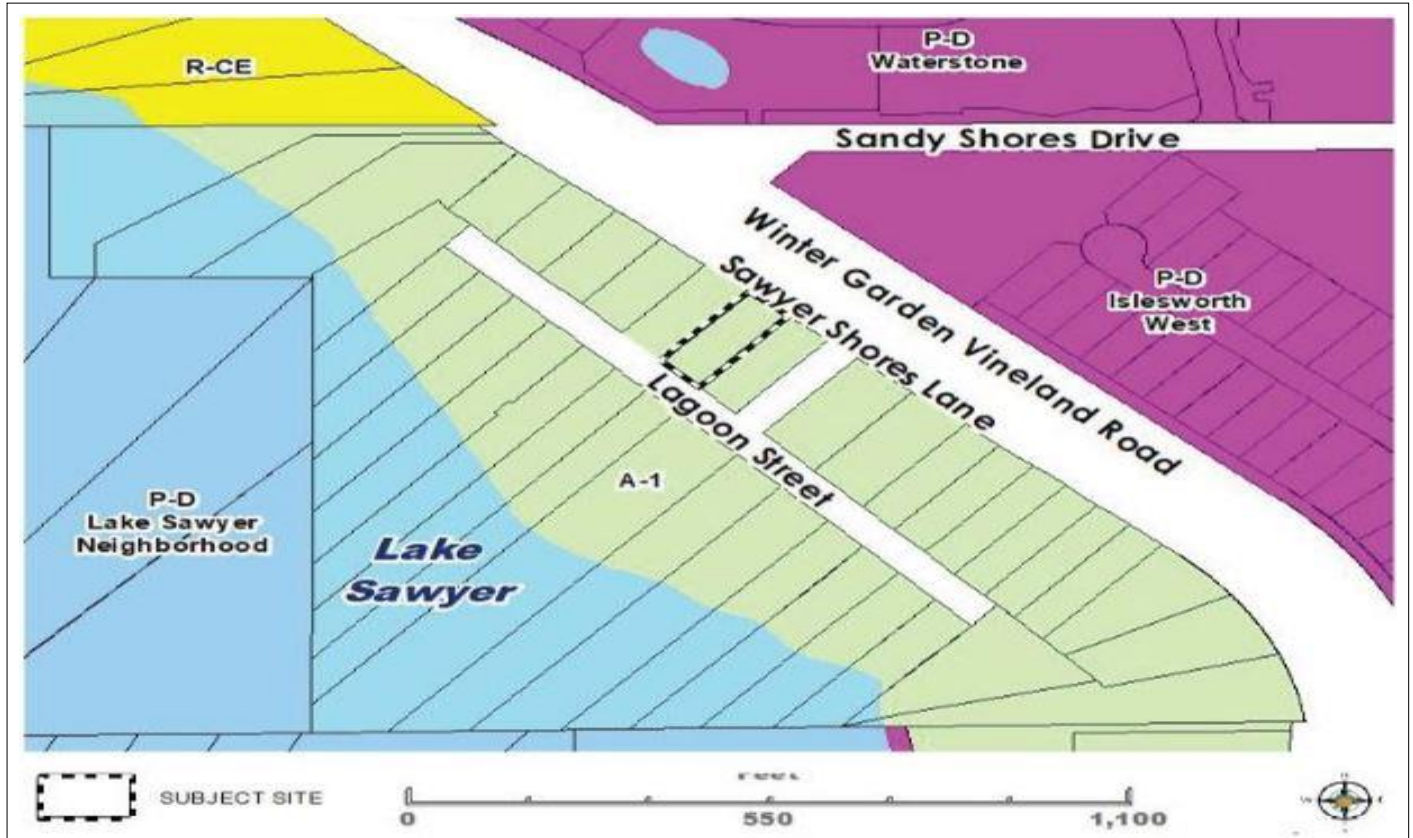 R-CE
P-D
Waterstone
Sandy Shores Drive
Winter Garden Vineland Road
Sawyer Shores Lane
P-D
Islesworth
West
Lagoon Street
A-1
P-D
Lake Sawyer
Neighborhood
Lake
Sawyer
SUBJECT SITE
Feet
0 550 1,100